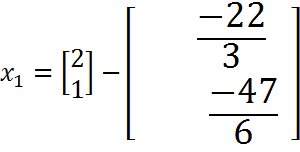 x₁ = [2 1] − [−22/3 −47/6]